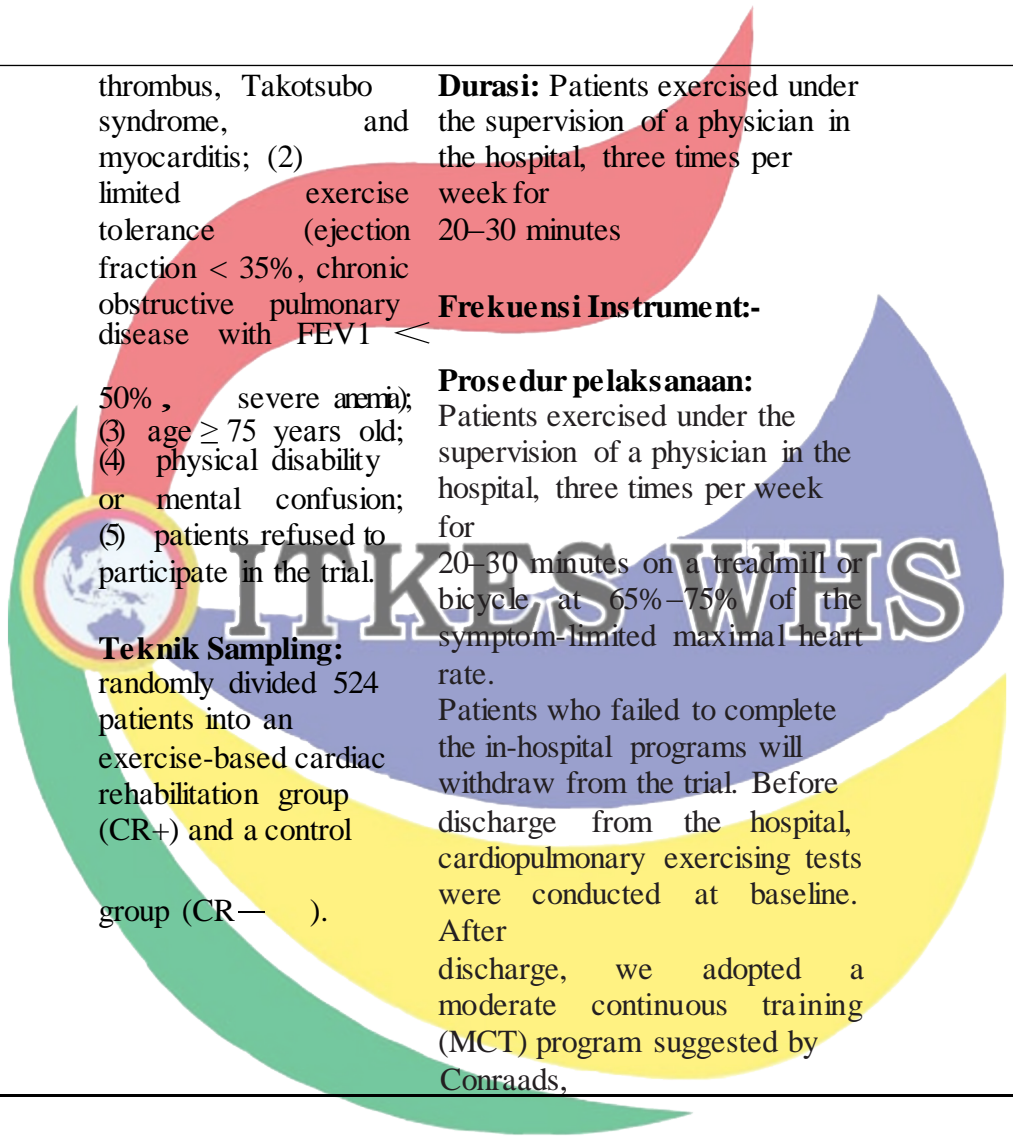 thrombus, Takotsubo
syndrome, and
myocarditis; (2)
limited exercise
tolerance (ejection
fraction < 35%, chronic
obstructive pulmonary
disease with FEV1 <
50%, severe anemia);
(3) age ≥ 75 years old;
(4) physical disability
or mental confusion;
(5) patients refused to
participate in the trial.
Teknik Sampling:
randomly divided 524
patients into an
exercise-based cardiac
rehabilitation group
(CR+) and a control
group (CR— ).
Durasi: Patients exercised under
the supervision of a physician in
the hospital, three times per
week for
20–30 minutes
Frekuensi Instrument:-
Prosedur pelaksanaan:
Patients exercised under the
supervision of a physician in the
hospital, three times per week
for
20–30 minutes on a treadmill or
bicycle at 65%–75% of the
symptom-limited maximal heart
rate.
Patients who failed to complete
the in-hospital programs will
withdraw from the trial. Before
discharge from the hospital,
cardiopulmonary exercising tests
were conducted at baseline.
After
discharge, we adopted a
moderate continuous training
(MCT) program suggested by
Conraads,
ITKES WHS